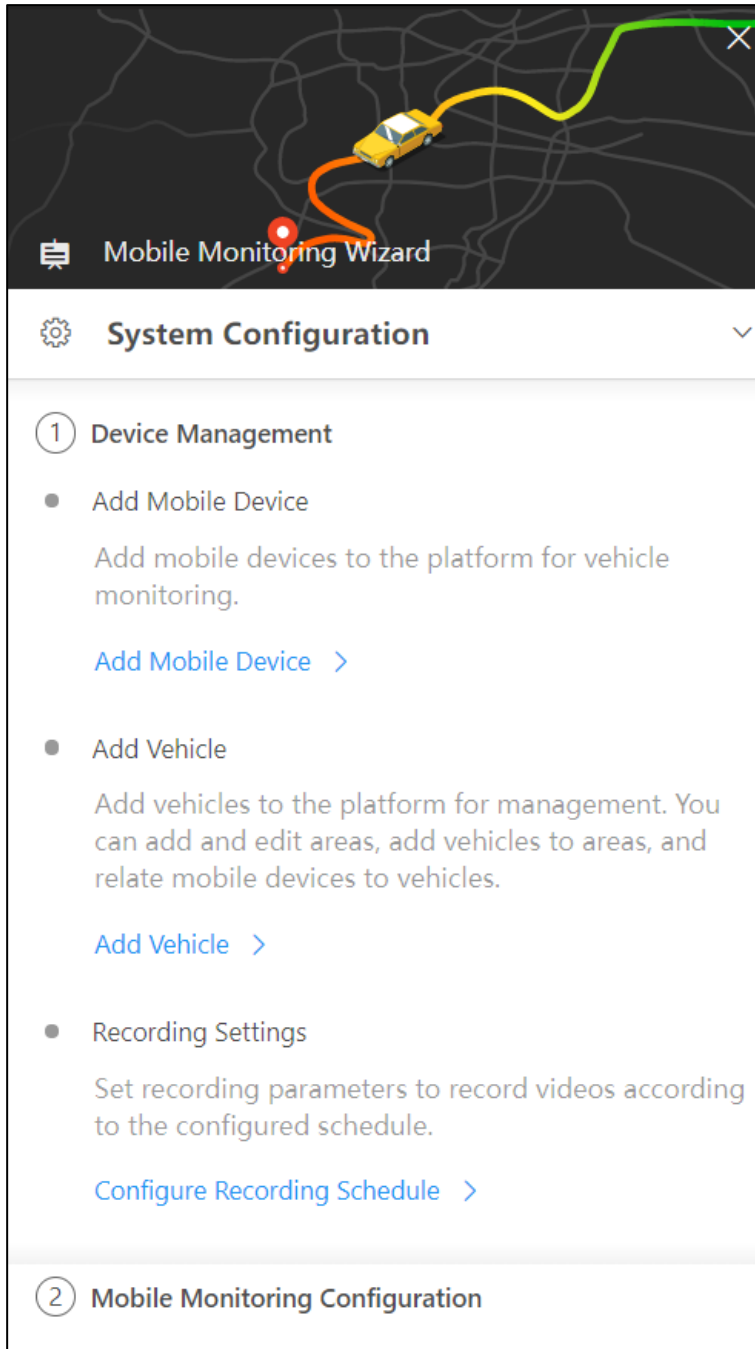 Mobile Monitoring Wizard
System Configuration
1 Device Management
Add Mobile Device
Add mobile devices to the platform for vehicle
monitoring.
Add Mobile Device >
Add Vehicle
Add vehicles to the platform for management. You
can add and edit areas, add vehicles to areas, and
relate mobile devices to vehicles.
Add Vehicle >
Recording Settings
Set recording parameters to record videos according
to the configured schedule.
Configure Recording Schedule >
2 Mobile Monitoring Configuration